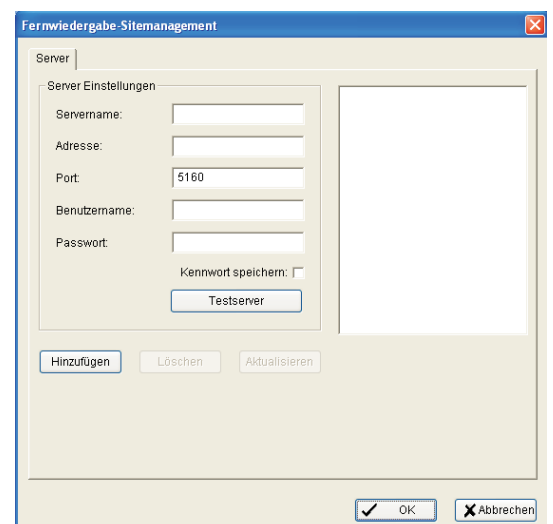 Fernwiedergabe-Sitemanagement
Server
Server Einstellungen
Servername:
Adresse:
Port: 5160
Benutzername:
Passwort:
Kennwort speichern:
Testserver
Hinzufügen Löschen Aktualisieren
OK Abbrechen